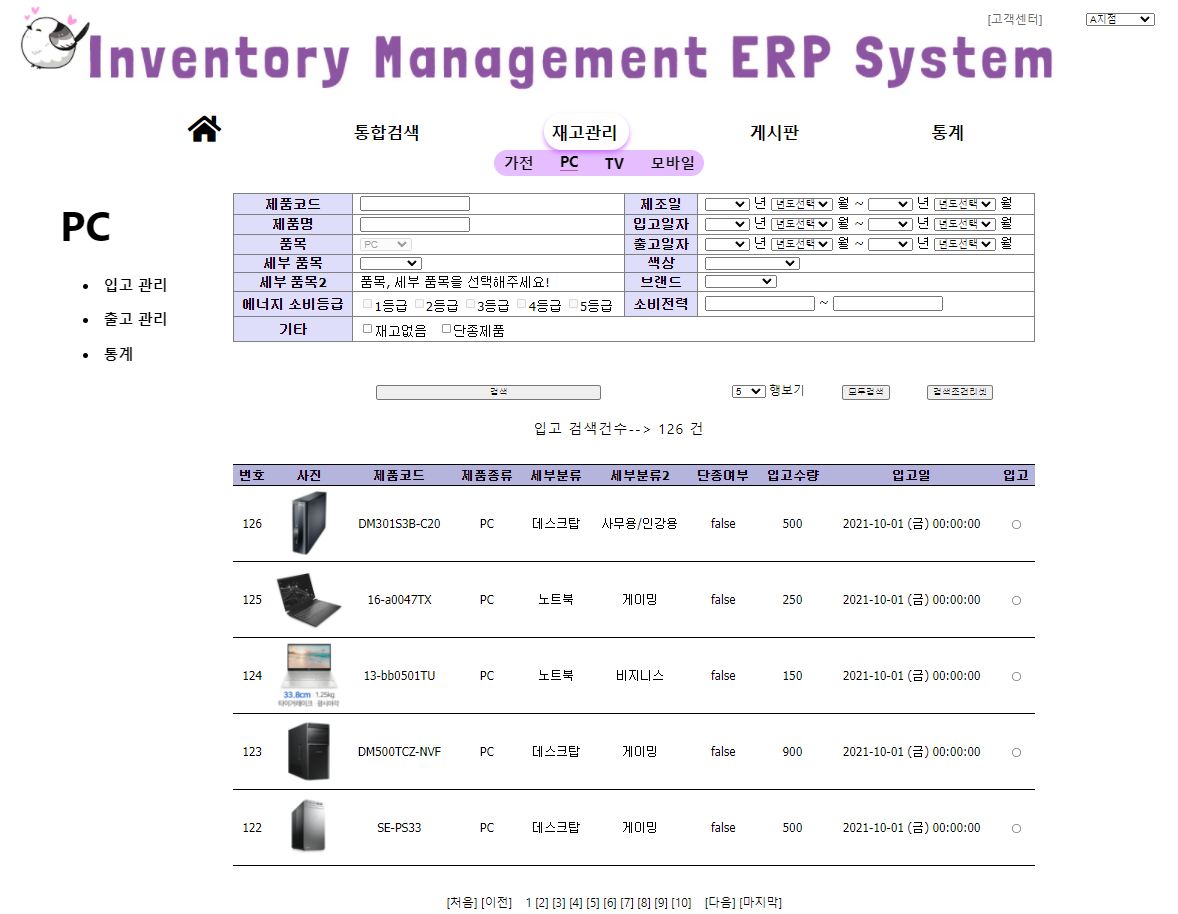 [고객센터] A지점
Inventory Management ERP System
통합검색 재고관리 게시판 통계
가전 PC TV 모바일
PC
입고 관리
출고 관리
통계
제품코드 제조일 년 년도선택 월 ~ 년 년도선택 월
제품명 입고일자 년 년도선택 월 ~ 년 년도선택 월
품목 PC 출고일자 년 년도선택 월 ~ 년 년도선택 월
세부 품목 색상
세부 품목2 품목, 세부 품목을 선택해주세요! 브랜드
에너지 소비등급 1등급 2등급 3등급 4등급 5등급 소비전력 ~
기타 재고없음 단종제품
검색 5 행보기 모두검색 검색조건리셋
입고 검색건수--> 126 건
번호 사진 제품코드 제품종류 세부분류 세부분류2 단종여부 입고수량 입고일 입고
126 DM301S3B-C20 PC 데스크탑 사무용/인강용 false 500 2021-10-01 (금) 00:00:00
125 16-a0047TX PC 노트북 게이밍 false 250 2021-10-01 (금) 00:00:00
124 13-bb0501TU PC 노트북 비지니스 false 150 2021-10-01 (금) 00:00:00
33.8cm 1.25kg
타이거레이크
123 DM500TCZ-NVF PC 데스크탑 게이밍 false 900 2021-10-01 (금) 00:00:00
122 SE-PS33 PC 데스크탑 게이밍 false 500 2021-10-01 (금) 00:00:00
[처음] [이전] 1 [2] [3] [4] [5] [6] [7] [8] [9] [10] [다음] [마지막]